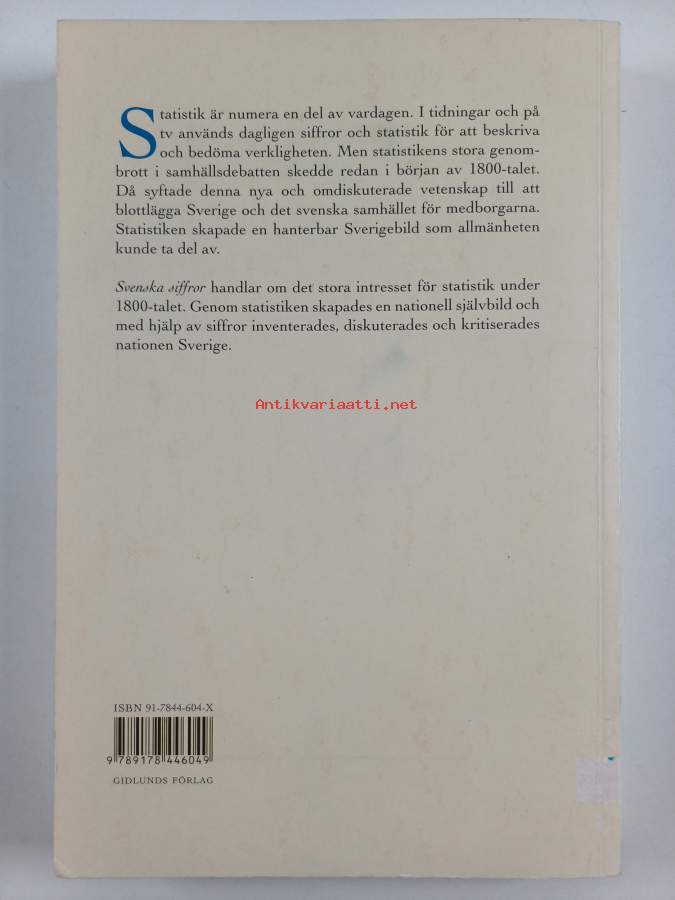 Statistik är numera en del av vardagen. I tidningar och på
tv används dagligen siffror och statistik för att beskriva
och bedöma verkligheten. Men statistikens stora genom-
brott i samhällsdebatten skedde redan i början av 1800-talet.
Då syftade denna nya och omdiskuterade vetenskap till att
blottlägga Sverige och det svenska samhället för medborgarna.
Statistiken skapade en hanterbar Sverigebild som allmänheten
kunde ta del av.
Svenska siffror handlar om det stora intresset för statistik under
1800-talet. Genom statistiken skapades en nationell självbild och
med hjälp av siffror inventerades, diskuterades och kritiserades
nationen Sverige.
Antikvariaatti.net
ISBN 91-7844-604-X
9 789178 446049
GIDLUNDS FÖRLAG